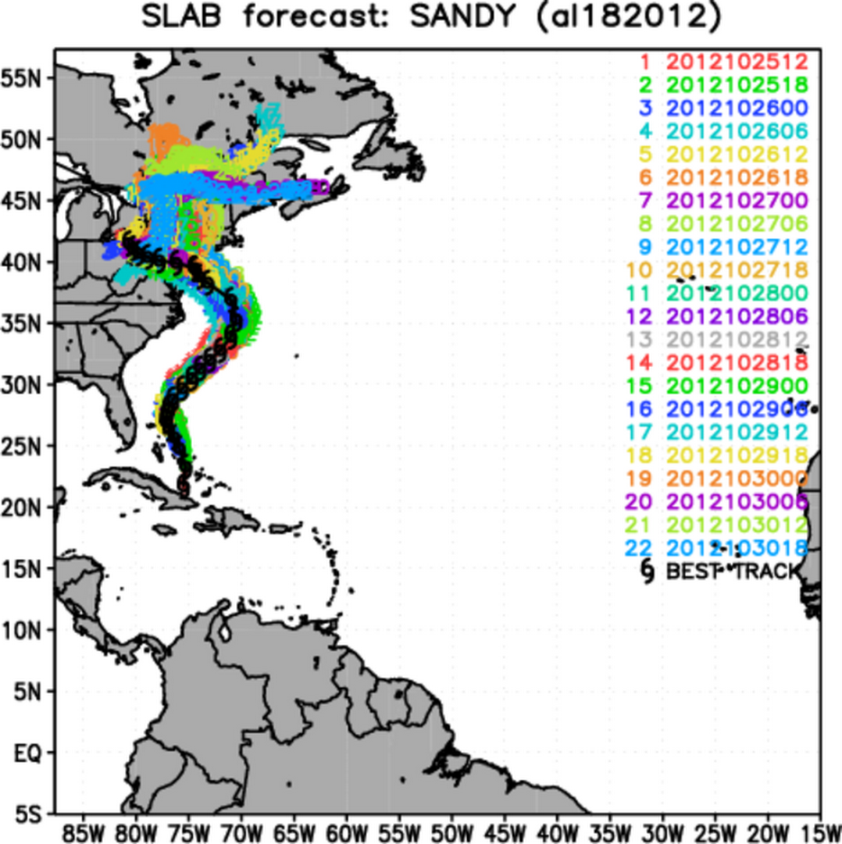 SLAB forecast: SANDY (al182012)
55N
50N
45N
40N
35N
30N
25N
20N
15N
10N
5N
EQ
5S
1 2012102512
2 2012102518
3 2012102600
4 2012102606
5 2012102612
6 2012102618
7 2012102700
8 2012102706
9 2012102712
10 2012102718
11 2012102800
12 2012102806
13 2012102812
14 2012102818
15 2012102900
16 2012102906
17 2012102912
18 2012102918
19 2012103000
20 2012103006
21 2012103012
22 2012103018
BEST TRACK
85W 80W 75W 70W 65W 60W 55W 50W 45W 40W 35W 30W 25W 20W 15W